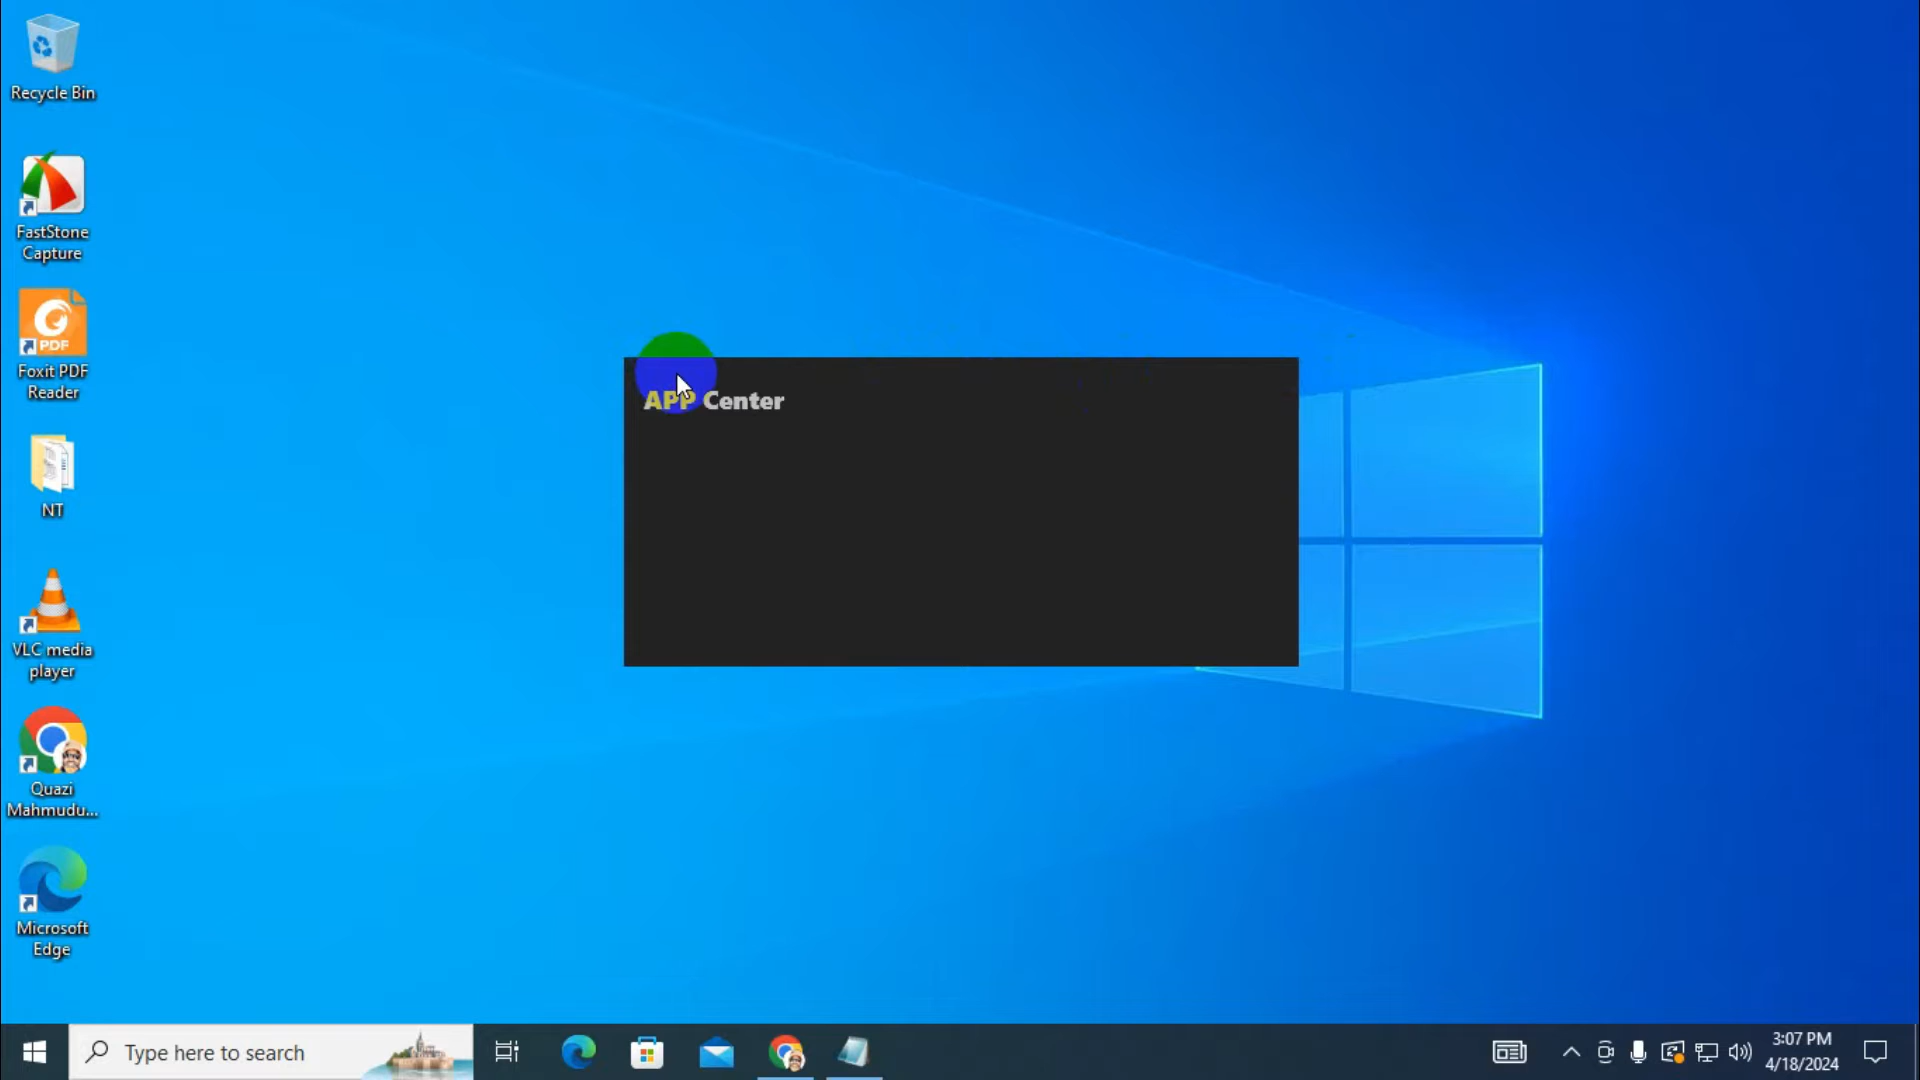 Recycle Bin
FastStone
Capture
PDF
Foxit PDF
Reader
NT
VLC media
player
Quazi
Mahmudu...
Microsoft
Edge
APP Center
Type here to search
3:07 PM
4/18/2024